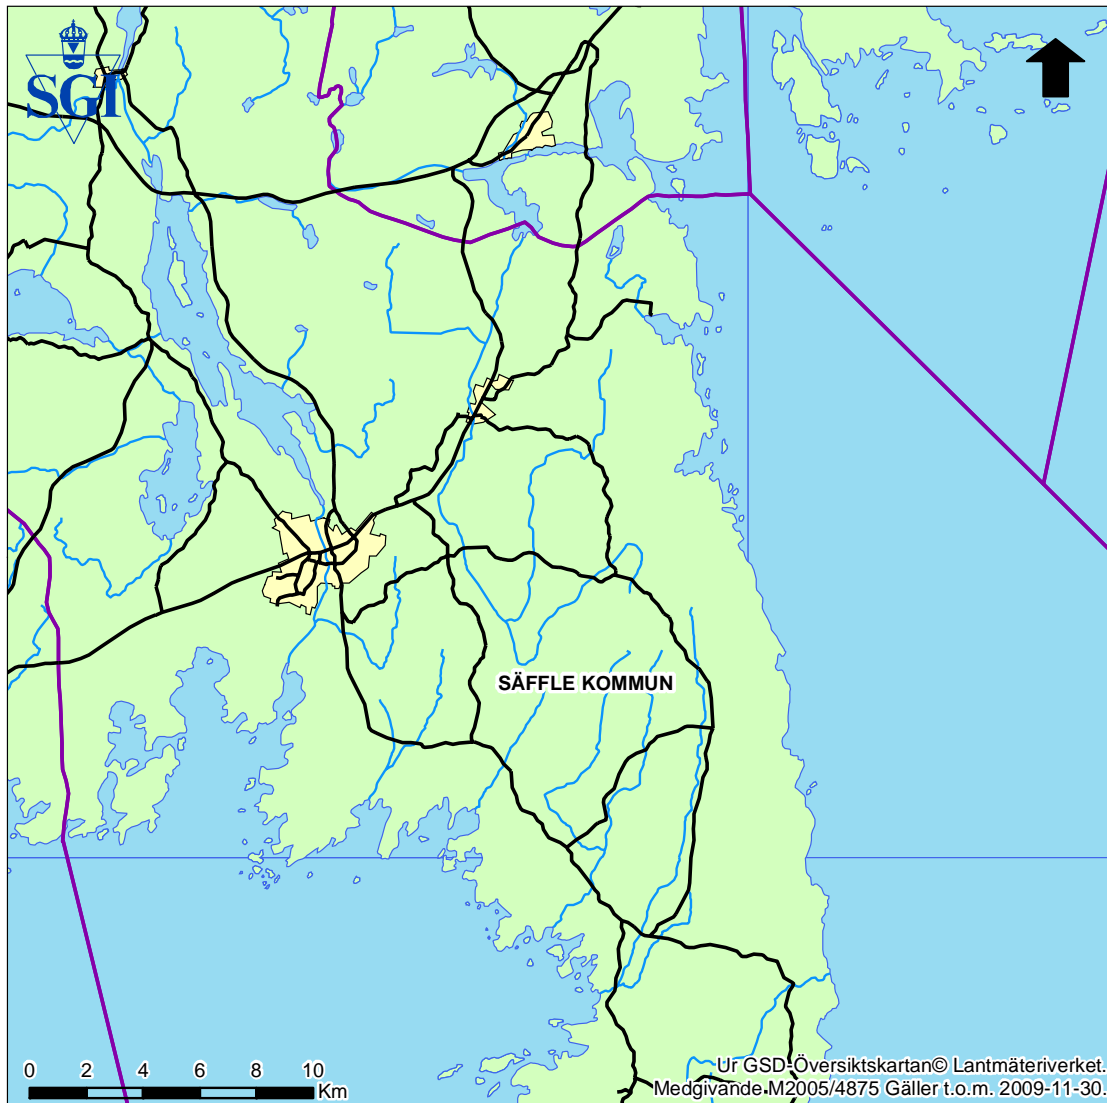 SGI
SÄFFLE KOMMUN
0 2 4 6 8 10
Km
Ur GSD-Översiktskartan© Lantmäteriverket.
Medgivande M2005/4875 Gäller t.o.m. 2009-11-30.